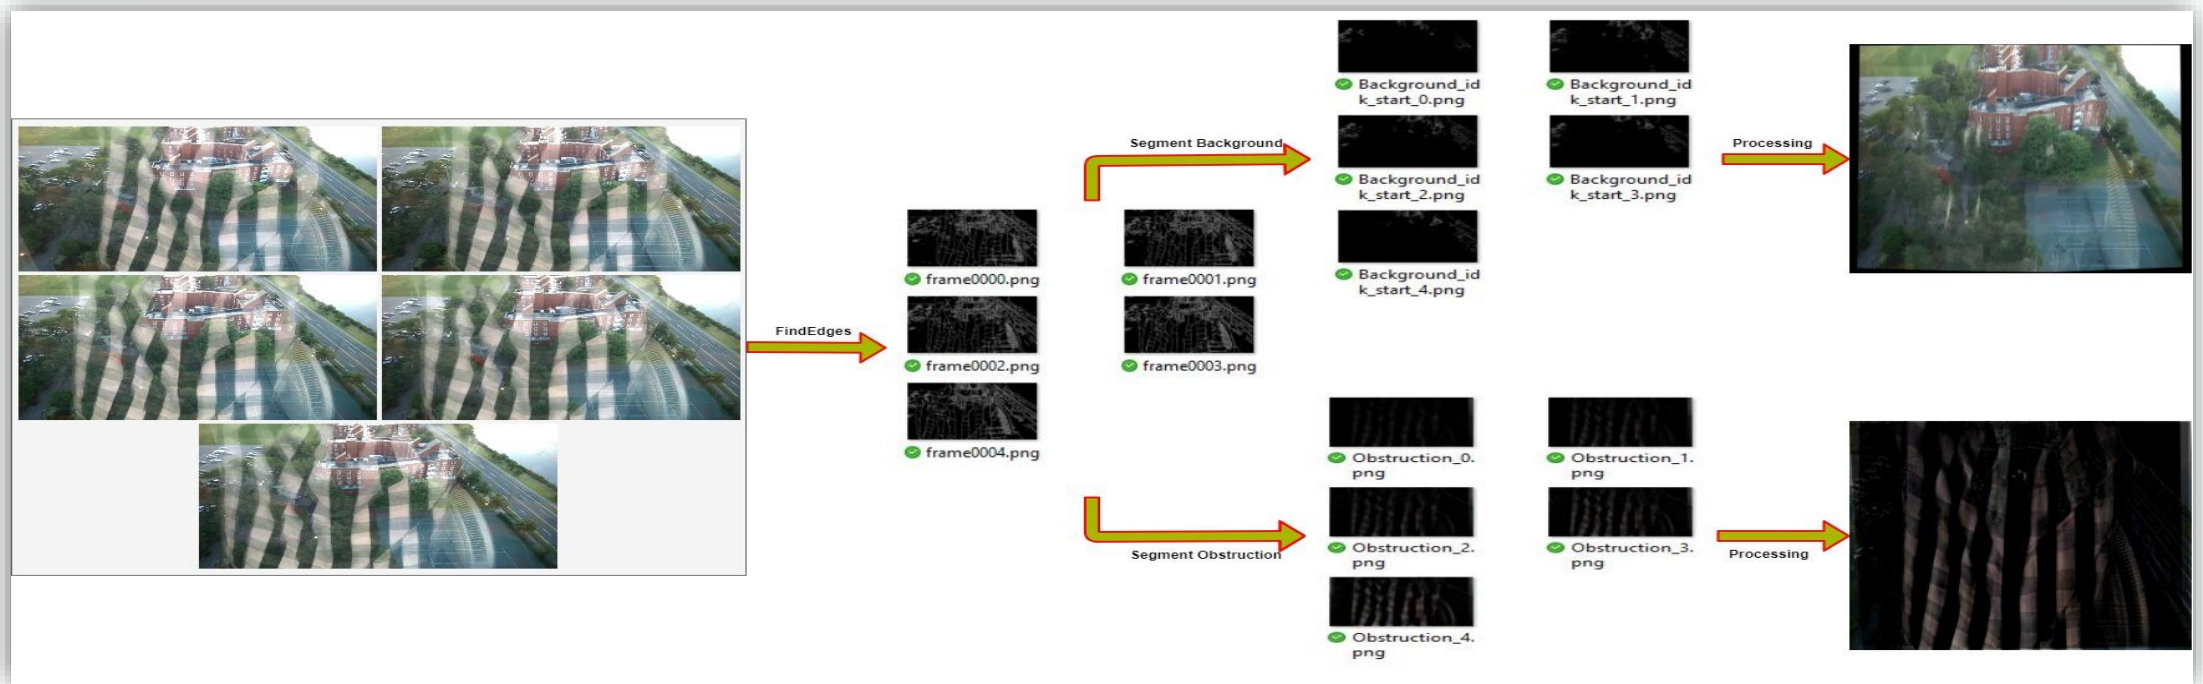 FindEdges
frame0000.png
frame0001.png
frame0002.png
frame0003.png
frame0004.png
Segment Background
Background_id
k_start_0.png
Background_id
k_start_1.png
Background_id
k_start_2.png
Background_id
k_start_3.png
Background_id
k_start_4.png
Processing
Segment Obstruction
Obstruction_0.
png
Obstruction_1.
png
Obstruction_2.
png
Obstruction_3.
png
Obstruction_4.
png
Processing